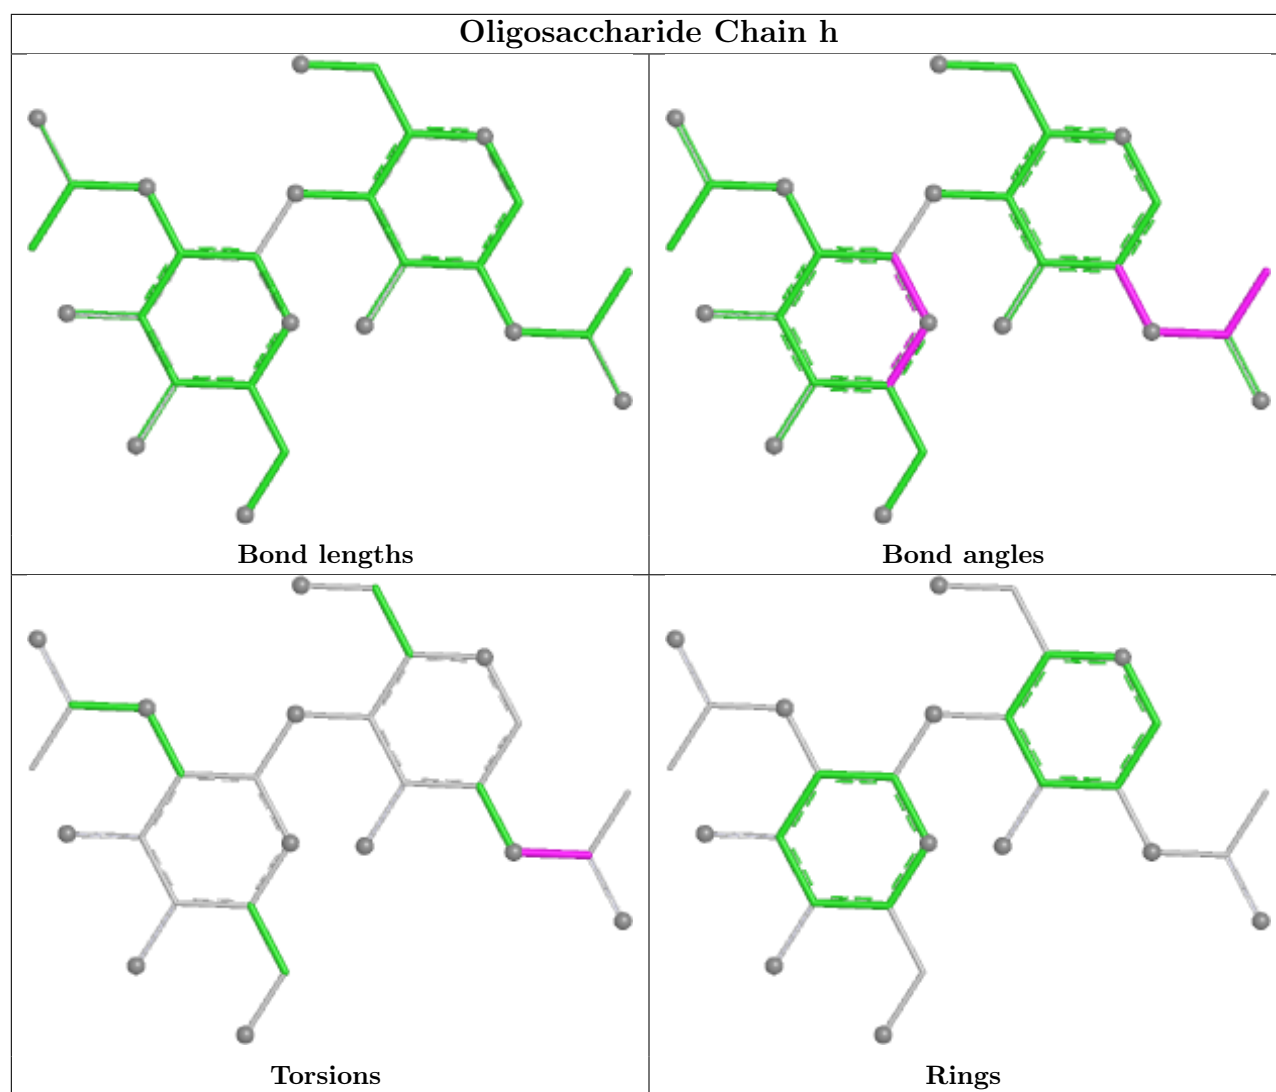 Oligosaccharide Chain h
Bond lengths
Bond angles
Torsions
Rings